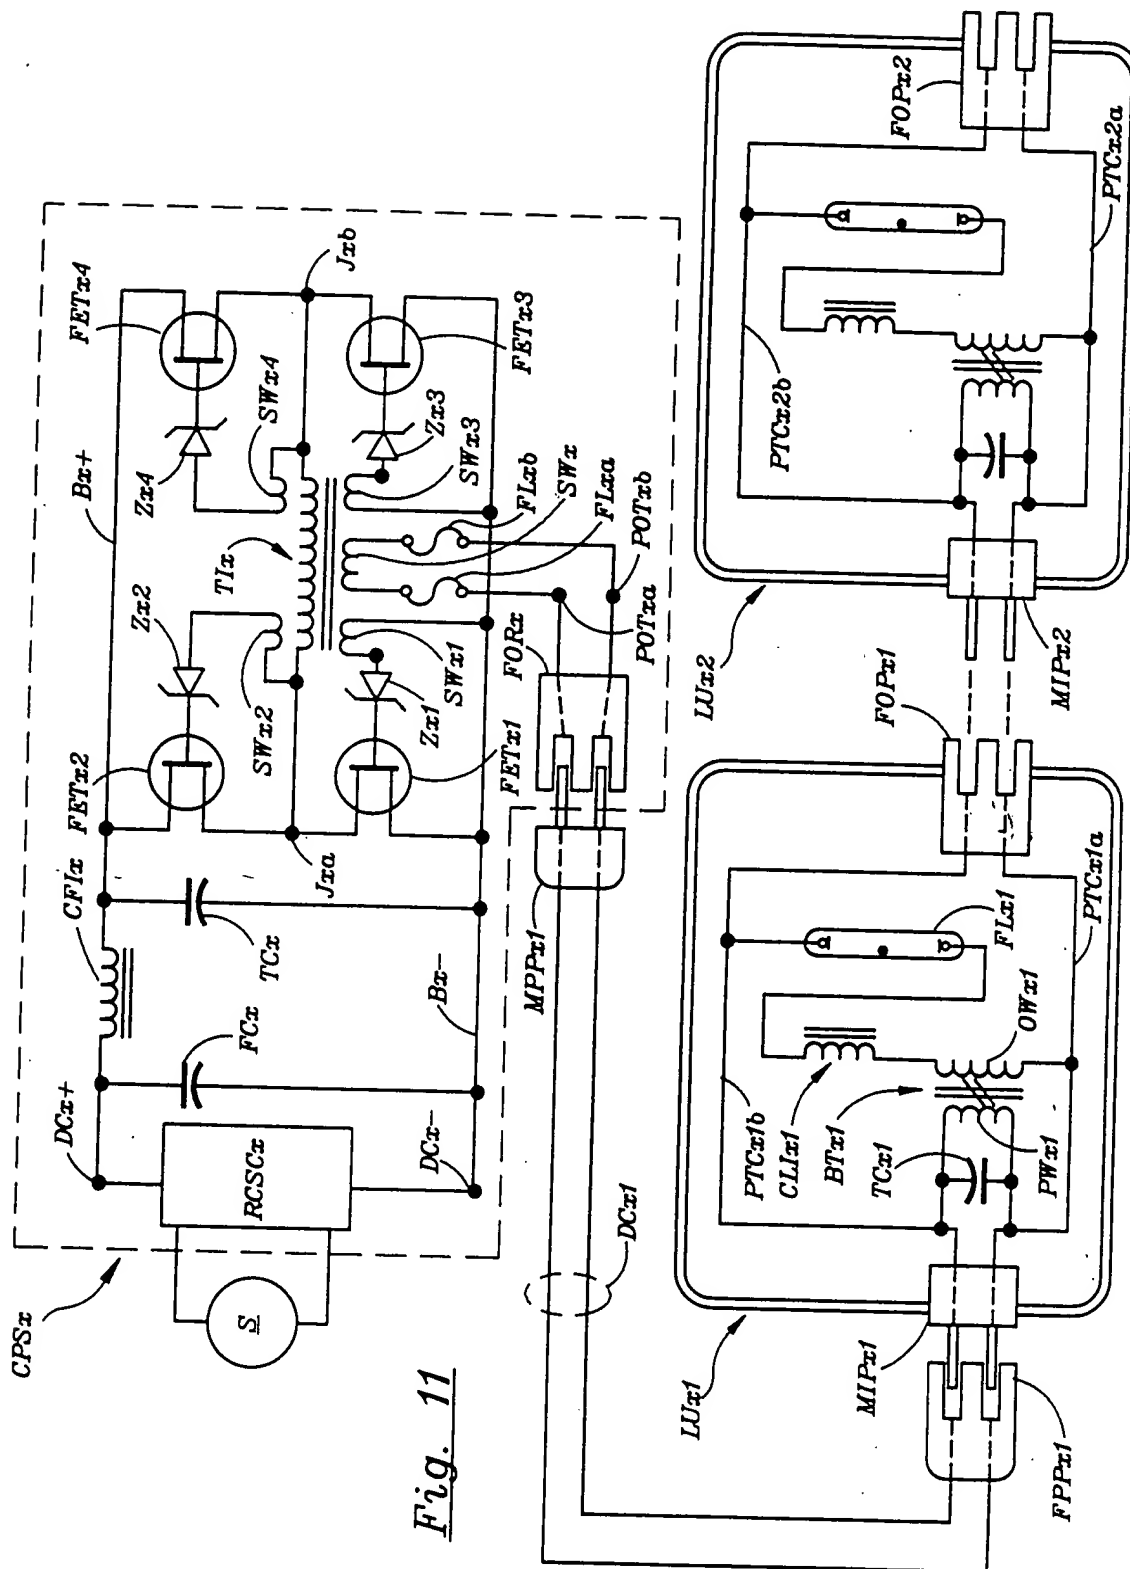 CPSx
S
RCSCx
DCx+
DCx-
FCx
CFIx
TCx
Bx-
Bx+
FETx2
Zx2
SWx2
Jxa
TIx
Zx4
SWx4
FETx4
Jxb
FETx3
Zx3
SWx3
SWx
FLxb
FLxa
POTxb
POTxa
FORx
SWx1
Zx1
FETx1
MPPx1
DCx1
Fig. 11
LUx1
MIPx1
FPPx1
PTCx1b
CLIx1
BTx1
TCx1
PWx1
OWx1
FLx1
PTCx1a
FOPx1
LUx2
MIPx2
PTCx2b
PTCx2a
FOPx2